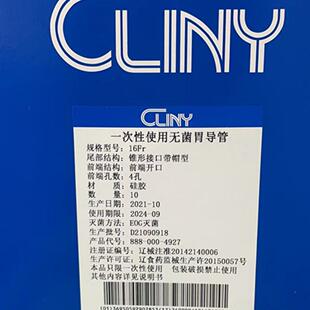 CLINY
CLINY
一次性使用无菌胃导管
规格型号: 16Fr
尾部结构: 锥形接口带帽型
前端结构: 前端开口
前端孔数: 4孔
材 质: 硅胶
数 量: 10
生产日期: 2021-10
使用期限: 2024-09
灭菌方式: EOG灭菌
生产批号: D21090918
产品代号: 888-000-4927
注册证号: 辽械注准20142140006
生产许可证: 辽食药监械生产许20150057号
本品只限一次性使用 包装破损禁止使用
其他内容详见说明书